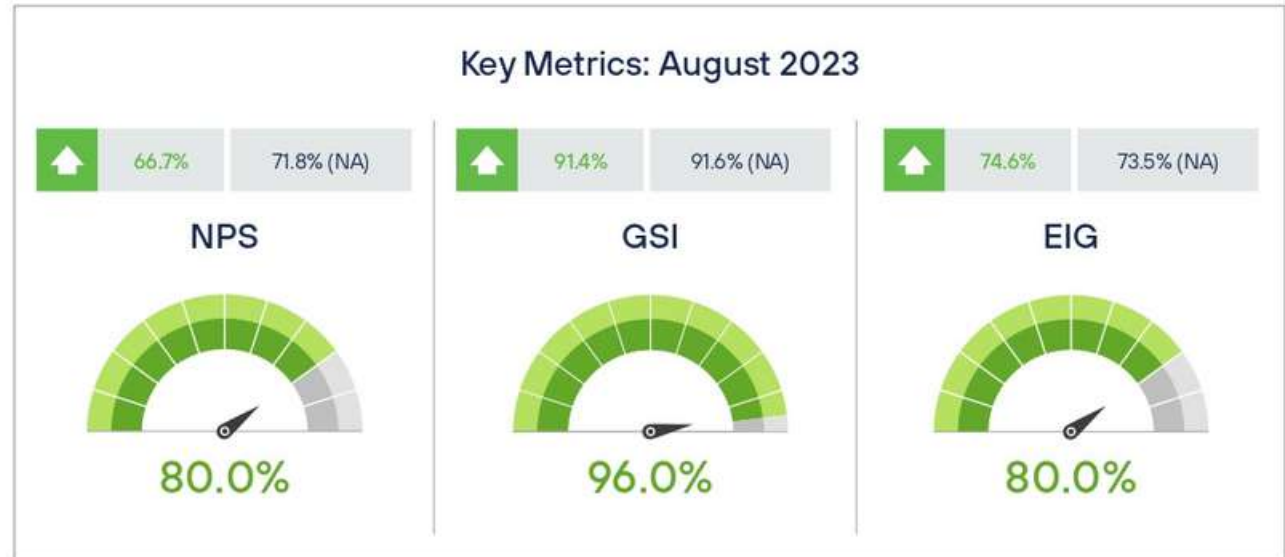 Key Metrics: August 2023
66.7% 71.8% (NA)
NPS
80.0%
91.4% 91.6% (NA)
GSI
96.0%
74.6% 73.5% (NA)
EIG
80.0%